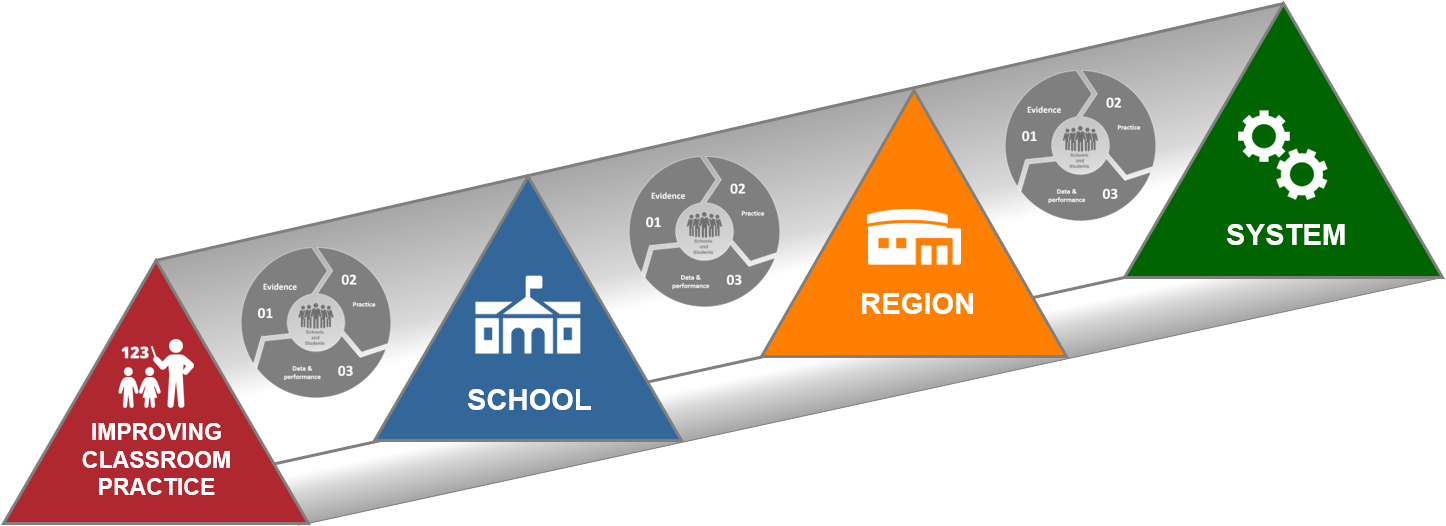 123
IMPROVING
CLASSROOM
PRACTICE
Evidence
01
02
Practice
Schools
and
Students
Data &
performance
03
SCHOOL
Evidence
01
02
Practice
Schools
and
Students
Data &
performance
03
REGION
Evidence
01
02
Practice
Schools
and
Students
Data &
performance
03
SYSTEM